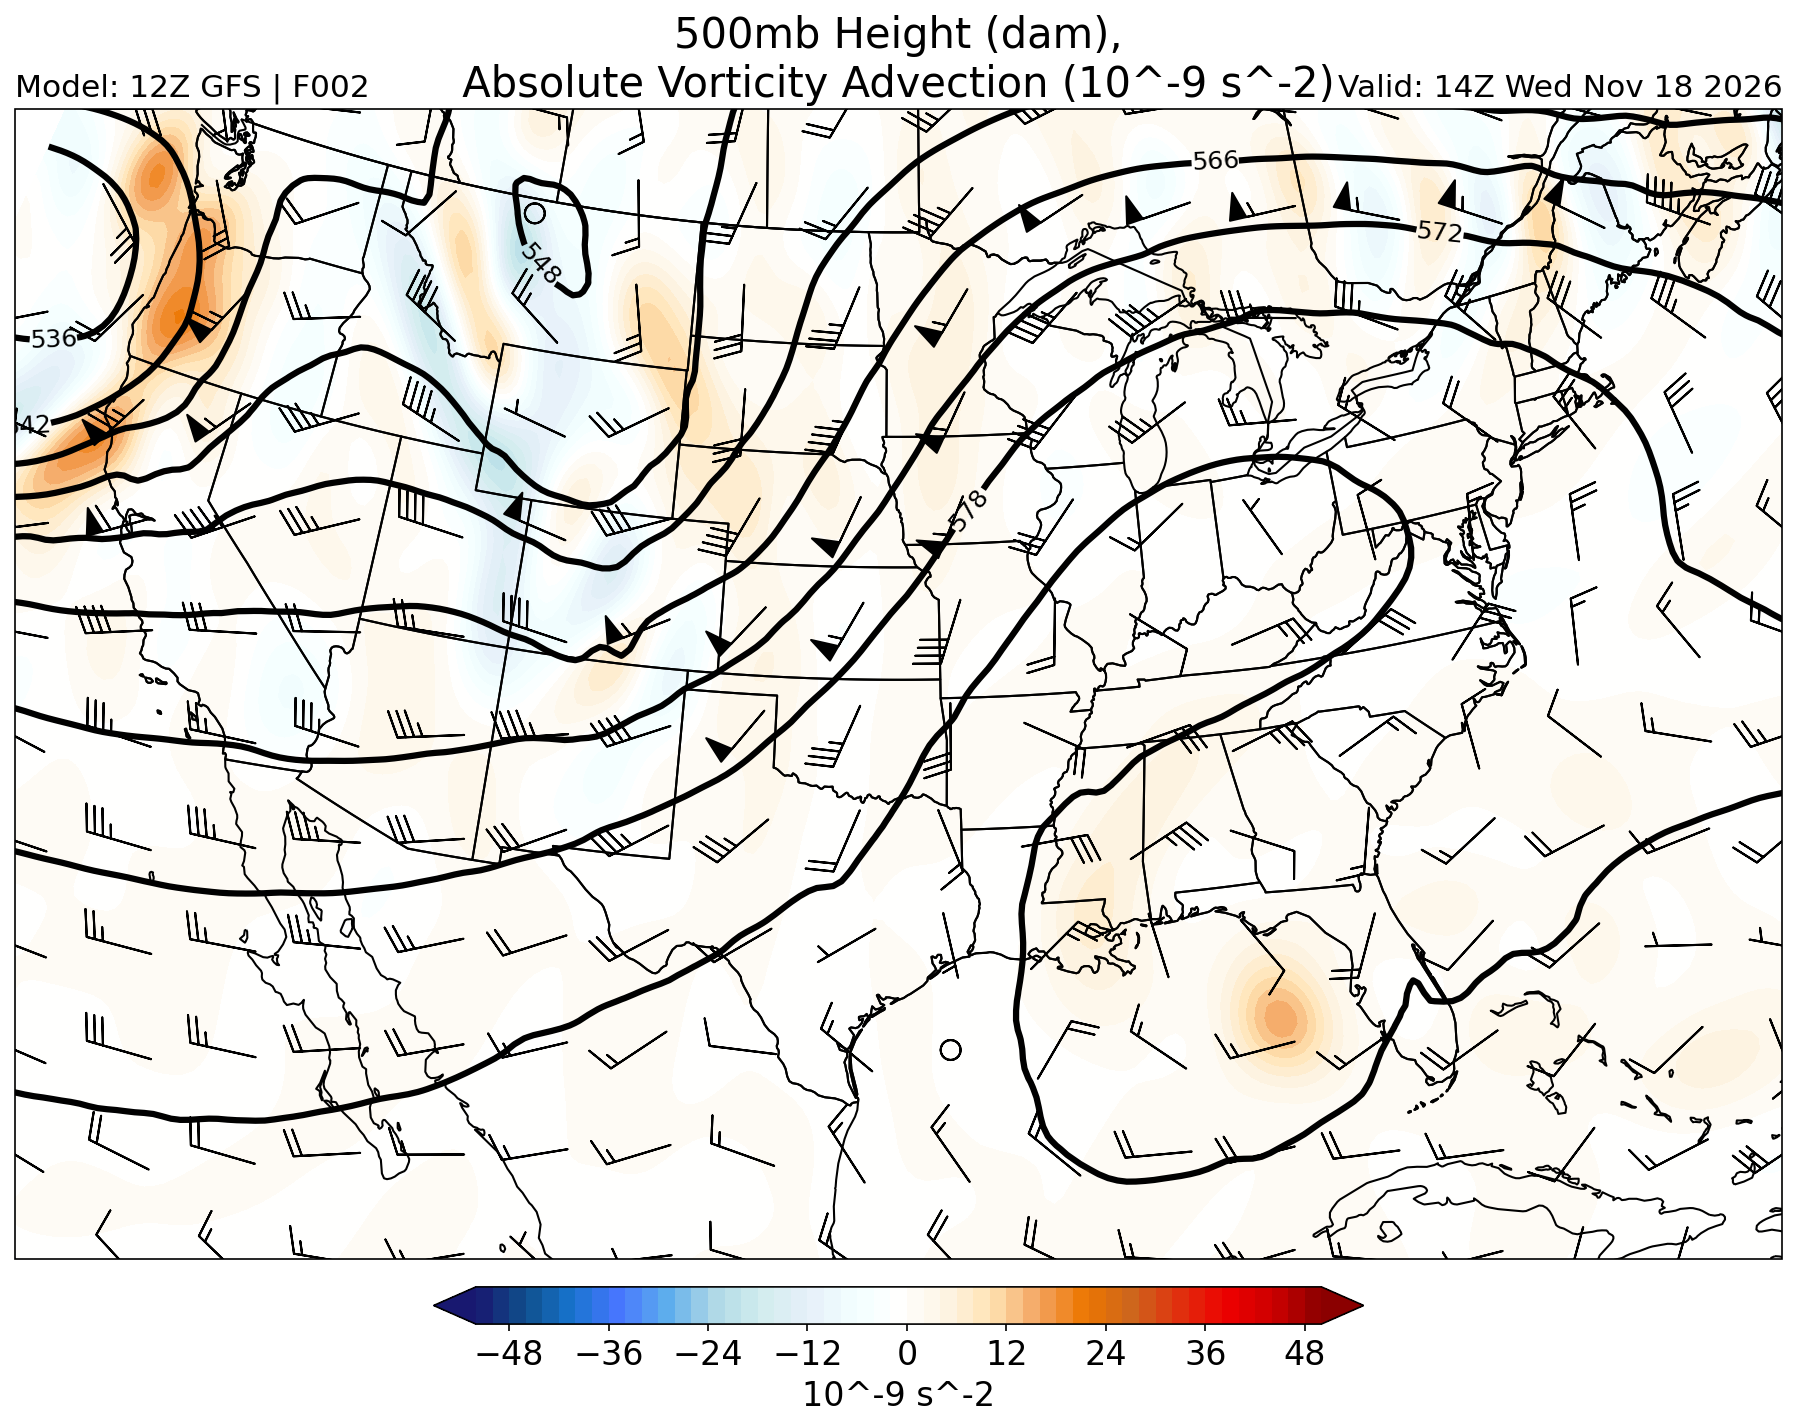 500mb Height (dam),
Model: 12Z GFS | F002
Absolute Vorticity Advection (10^-9 s^-2)
Valid: 14Z Wed Nov 18 2026
566
572
548
536
542
578
−48 −36 −24 −12 0 12 24 36 48
10^-9 s^-2